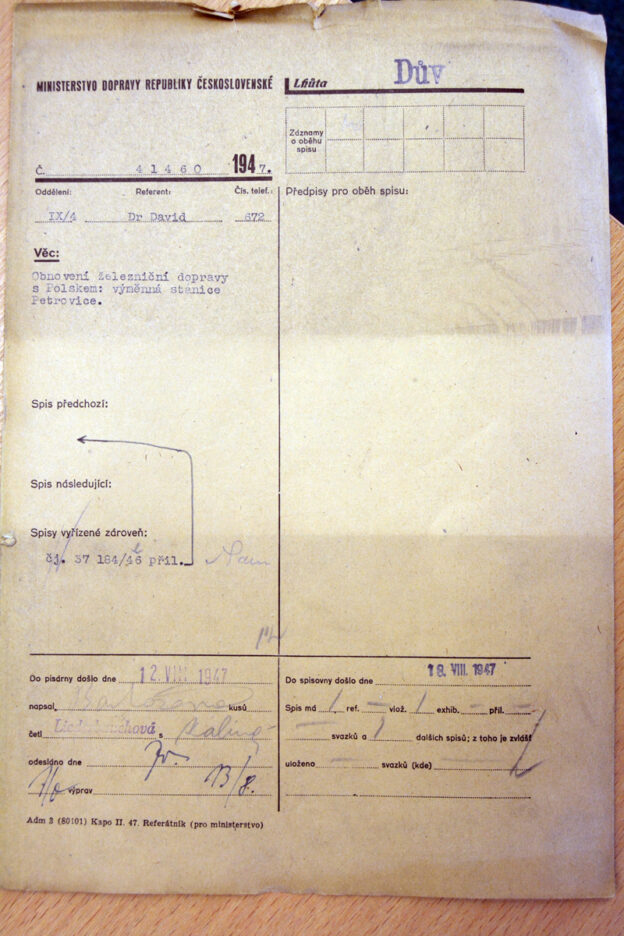 MINISTERSTVO DOPRAVY REPUBLIKY ČESKOSLOVENSKÉ
Lhůta
Dův
Záznamy
o oběhu
spisu
Č. 41460 1947.
Oddělení: Referent: Čís. telef.:
IX/4 Dr David 672
Předpisy pro oběh spisu:
Věc:
Obnovení železniční dopravy
s Polskem: výměnná stanice
Petrovice.
Spis předchozí:
Spis následující:
Spisy vyřízené zároveň:
čj. 37 184/46 příl.
Do písárny došlo dne 12. VIII 1947
napsal kusů
četl s
odesláno dne
výprav 13/8.
Do spisovny došlo dne 18. VIII. 1947
Spis má 1 ref. — vlož. 1 exhib. — příl. —
— svazků a 1 dalších spisů; z toho je zvlášť
uloženo — svazků (kde)
Adm 3 (80101) Kapo II. 47. Referátník (pro ministerstvo)